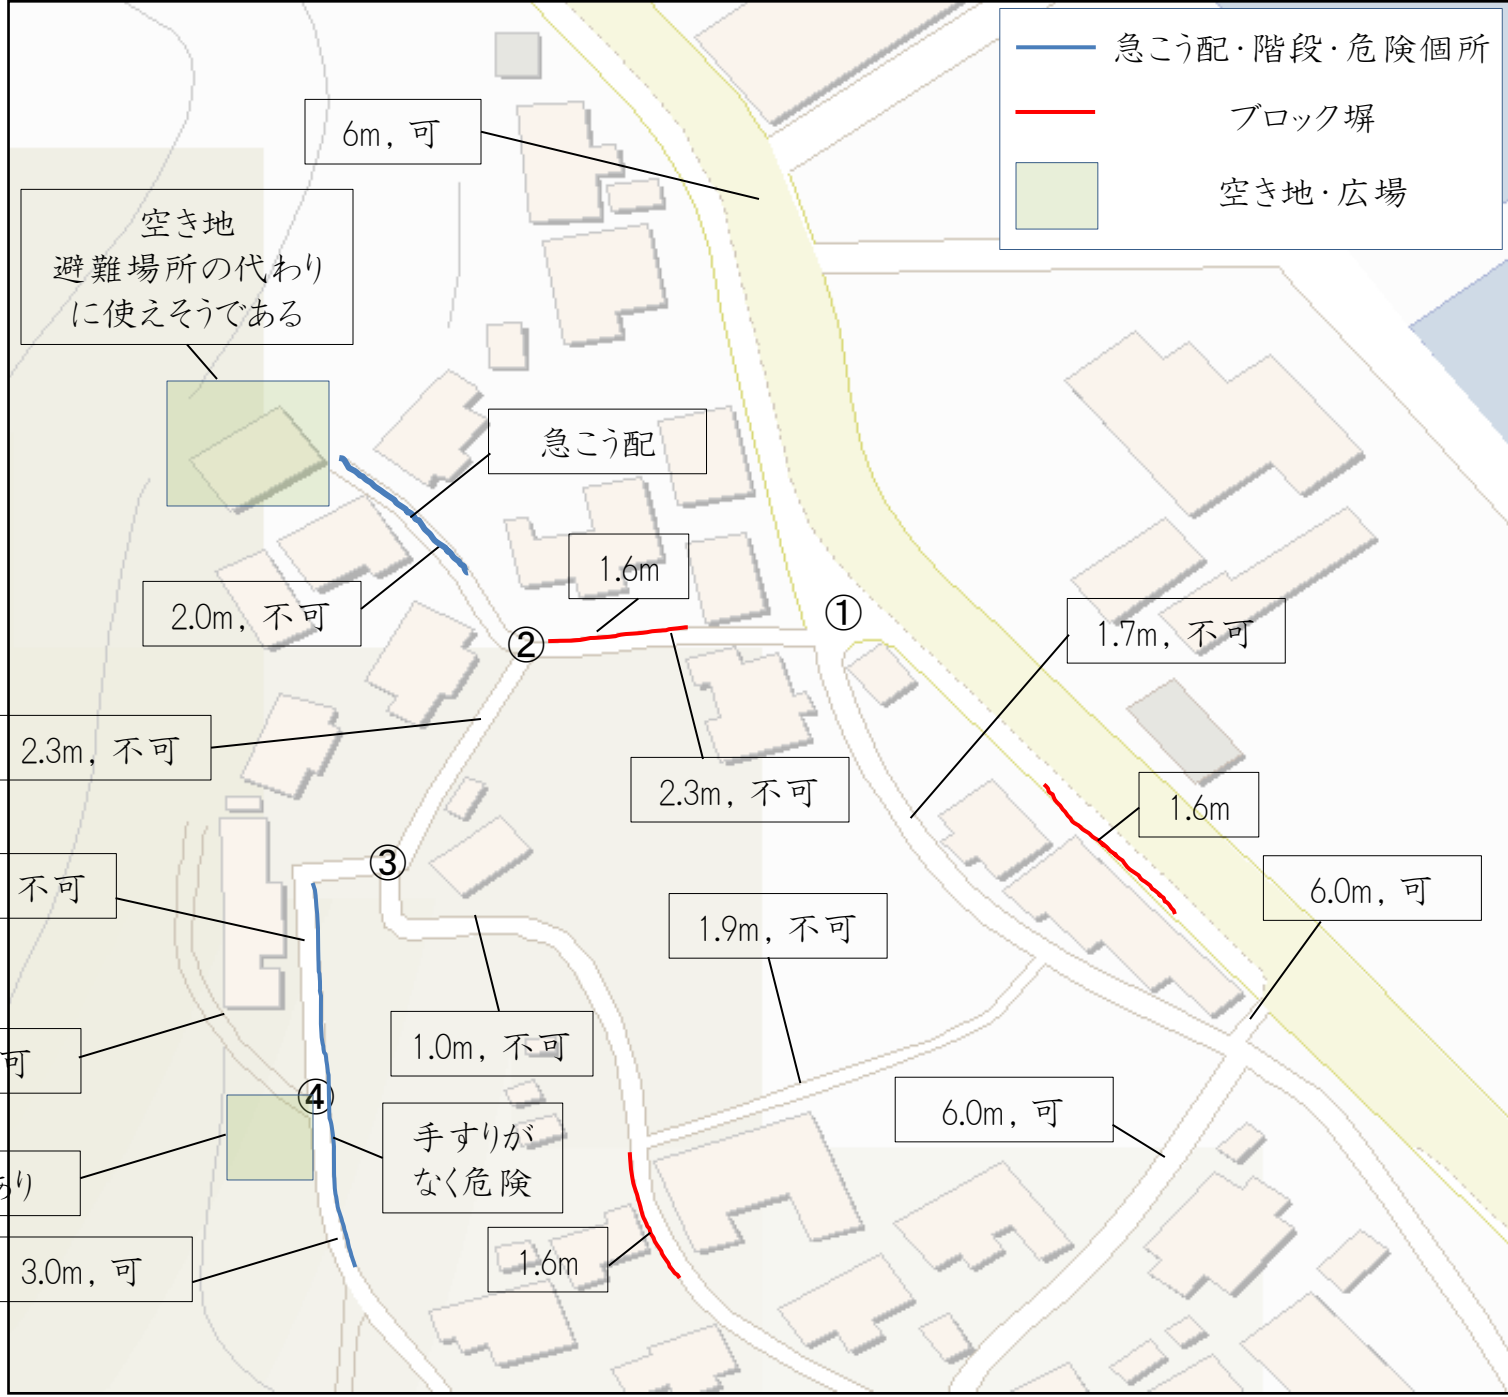 急こう配・階段・危険個所
ブロック塀
空き地・広場
6m, 可
空き地
避難場所の代わり
に使えそうである
急こう配
1.6m
2.0m, 不可
①
②
1.7m, 不可
2.3m, 不可
2.3m, 不可
1.6m
③
不可
6.0m, 可
1.9m, 不可
可
1.0m, 不可
④
6.0m, 可
手すりが
なく危険
あり
3.0m, 可
1.6m